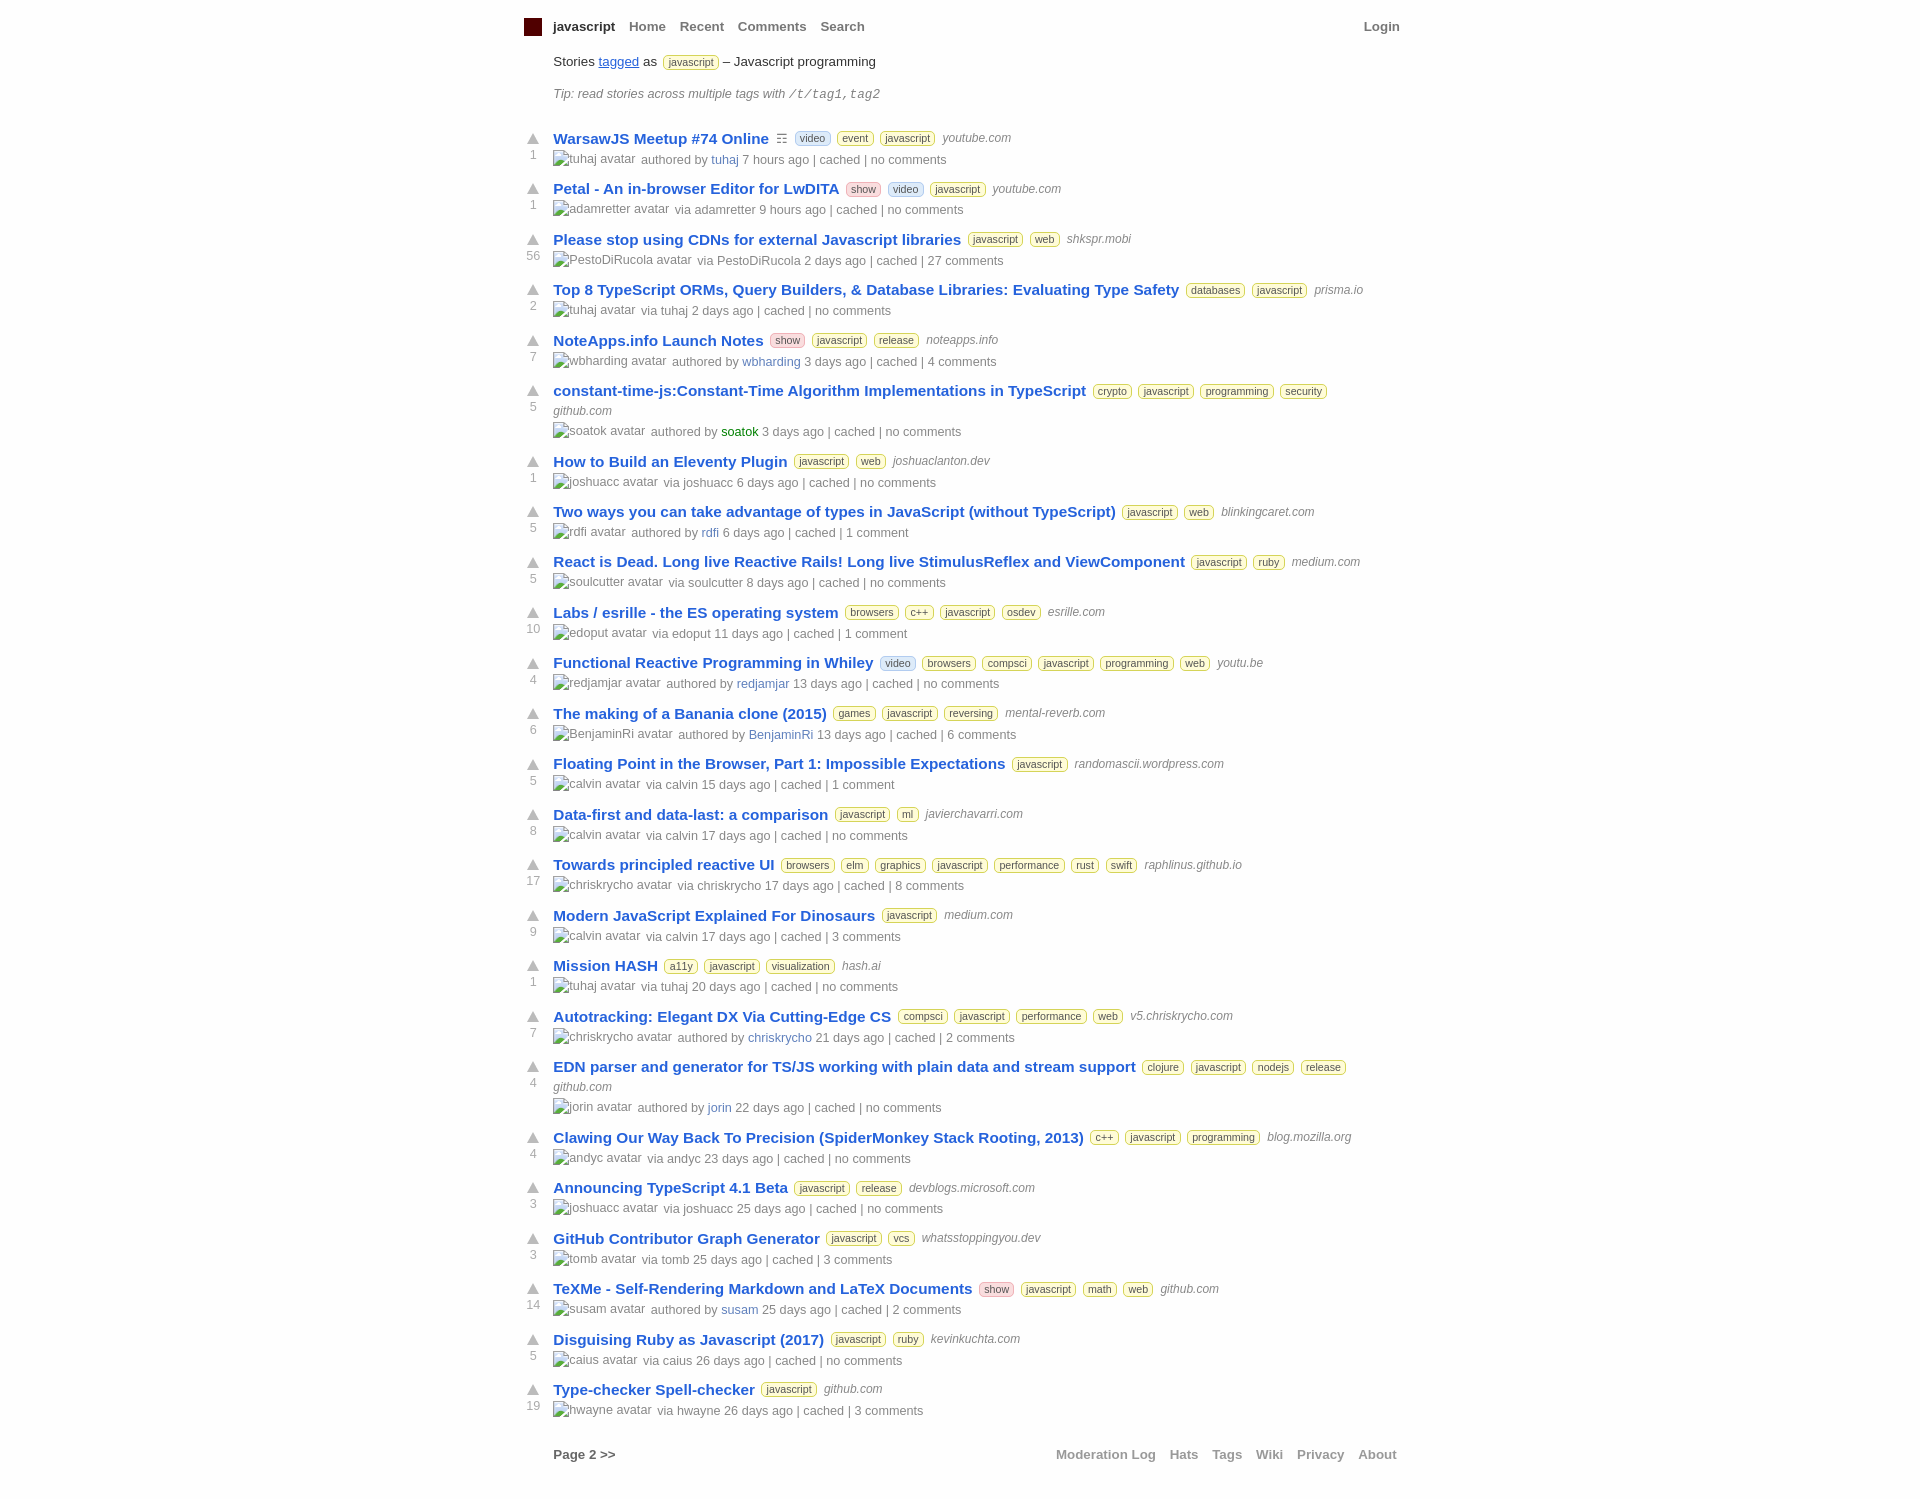 javascript Home Recent Comments Search Login
Stories tagged as javascript – Javascript programming
Tip: read stories across multiple tags with /t/tag1,tag2
WarsawJS Meetup #74 Online ☶ video event javascript youtube.com
1 tuhaj avatar authored by tuhaj 7 hours ago | cached | no comments
Petal - An in-browser Editor for LwDITA show video javascript youtube.com
1 adamretter avatar via adamretter 9 hours ago | cached | no comments
Please stop using CDNs for external Javascript libraries javascript web shkspr.mobi
56 PestoDiRucola avatar via PestoDiRucola 2 days ago | cached | 27 comments
Top 8 TypeScript ORMs, Query Builders, & Database Libraries: Evaluating Type Safety databases javascript prisma.io
2 tuhaj avatar via tuhaj 2 days ago | cached | no comments
NoteApps.info Launch Notes show javascript release noteapps.info
7 wbharding avatar authored by wbharding 3 days ago | cached | 4 comments
constant-time-js:Constant-Time Algorithm Implementations in TypeScript crypto javascript programming security
5 github.com
soatok avatar authored by soatok 3 days ago | cached | no comments
How to Build an Eleventy Plugin javascript web joshuaclanton.dev
1 joshuacc avatar via joshuacc 6 days ago | cached | no comments
Two ways you can take advantage of types in JavaScript (without TypeScript) javascript web blinkingcaret.com
5 rdfi avatar authored by rdfi 6 days ago | cached | 1 comment
React is Dead. Long live Reactive Rails! Long live StimulusReflex and ViewComponent javascript ruby medium.com
5 soulcutter avatar via soulcutter 8 days ago | cached | no comments
Labs / esrille - the ES operating system browsers c++ javascript osdev esrille.com
10 edoput avatar via edoput 11 days ago | cached | 1 comment
Functional Reactive Programming in Whiley video browsers compsci javascript programming web youtu.be
4 redjamjar avatar authored by redjamjar 13 days ago | cached | no comments
The making of a Banania clone (2015) games javascript reversing mental-reverb.com
6 BenjaminRi avatar authored by BenjaminRi 13 days ago | cached | 6 comments
Floating Point in the Browser, Part 1: Impossible Expectations javascript randomascii.wordpress.com
5 calvin avatar via calvin 15 days ago | cached | 1 comment
Data-first and data-last: a comparison javascript ml javierchavarri.com
8 calvin avatar via calvin 17 days ago | cached | no comments
Towards principled reactive UI browsers elm graphics javascript performance rust swift raphlinus.github.io
17 chriskrycho avatar via chriskrycho 17 days ago | cached | 8 comments
Modern JavaScript Explained For Dinosaurs javascript medium.com
9 calvin avatar via calvin 17 days ago | cached | 3 comments
Mission HASH a11y javascript visualization hash.ai
1 tuhaj avatar via tuhaj 20 days ago | cached | no comments
Autotracking: Elegant DX Via Cutting-Edge CS compsci javascript performance web v5.chriskrycho.com
7 chriskrycho avatar authored by chriskrycho 21 days ago | cached | 2 comments
EDN parser and generator for TS/JS working with plain data and stream support clojure javascript nodejs release
4 github.com
jorin avatar authored by jorin 22 days ago | cached | no comments
Clawing Our Way Back To Precision (SpiderMonkey Stack Rooting, 2013) c++ javascript programming blog.mozilla.org
4 andyc avatar via andyc 23 days ago | cached | no comments
Announcing TypeScript 4.1 Beta javascript release devblogs.microsoft.com
3 joshuacc avatar via joshuacc 25 days ago | cached | no comments
GitHub Contributor Graph Generator javascript vcs whatsstoppingyou.dev
3 tomb avatar via tomb 25 days ago | cached | 3 comments
TeXMe - Self-Rendering Markdown and LaTeX Documents show javascript math web github.com
14 susam avatar authored by susam 25 days ago | cached | 2 comments
Disguising Ruby as Javascript (2017) javascript ruby kevinkuchta.com
5 caius avatar via caius 26 days ago | cached | no comments
Type-checker Spell-checker javascript github.com
19 hwayne avatar via hwayne 26 days ago | cached | 3 comments
Page 2 >> Moderation Log Hats Tags Wiki Privacy About